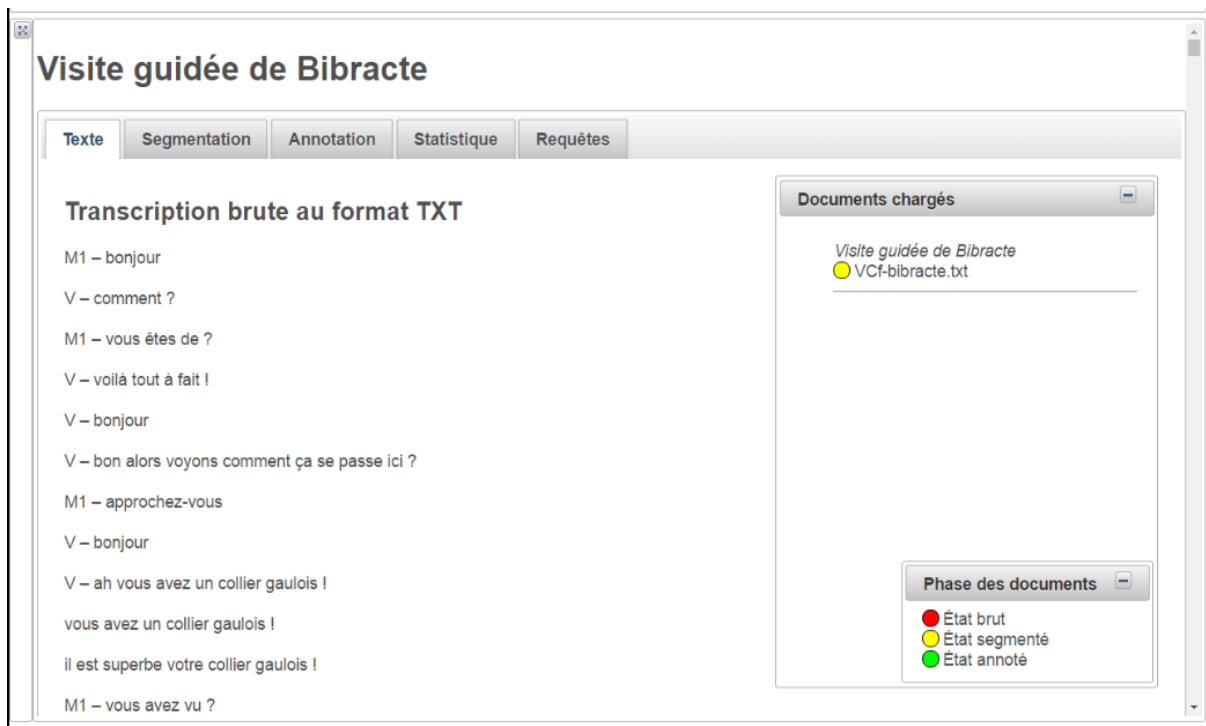 Visite guidée de Bibracte
Texte Segmentation Annotation Statistique Requêtes
Transcription brute au format TXT
M1 – bonjour
V – comment ?
M1 – vous êtes de ?
V – voilà tout à fait !
V – bonjour
V – bon alors voyons comment ça se passe ici ?
M1 – approchez-vous
V – bonjour
V – ah vous avez un collier gaulois !
vous avez un collier gaulois !
il est superbe votre collier gaulois !
M1 – vous avez vu ?
Documents chargés
Visite guidée de Bibracte
VCf-bibracte.txt
Phase des documents
État brut
État segmenté
État annoté